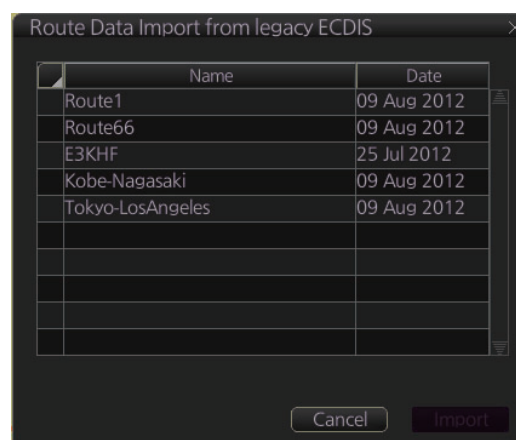 Route Data Import from legacy ECDIS
Name Date
Route1 09 Aug 2012
Route66 09 Aug 2012
E3KHF 25 Jul 2012
Kobe-Nagasaki 09 Aug 2012
Tokyo-LosAngeles 09 Aug 2012
Cancel Import